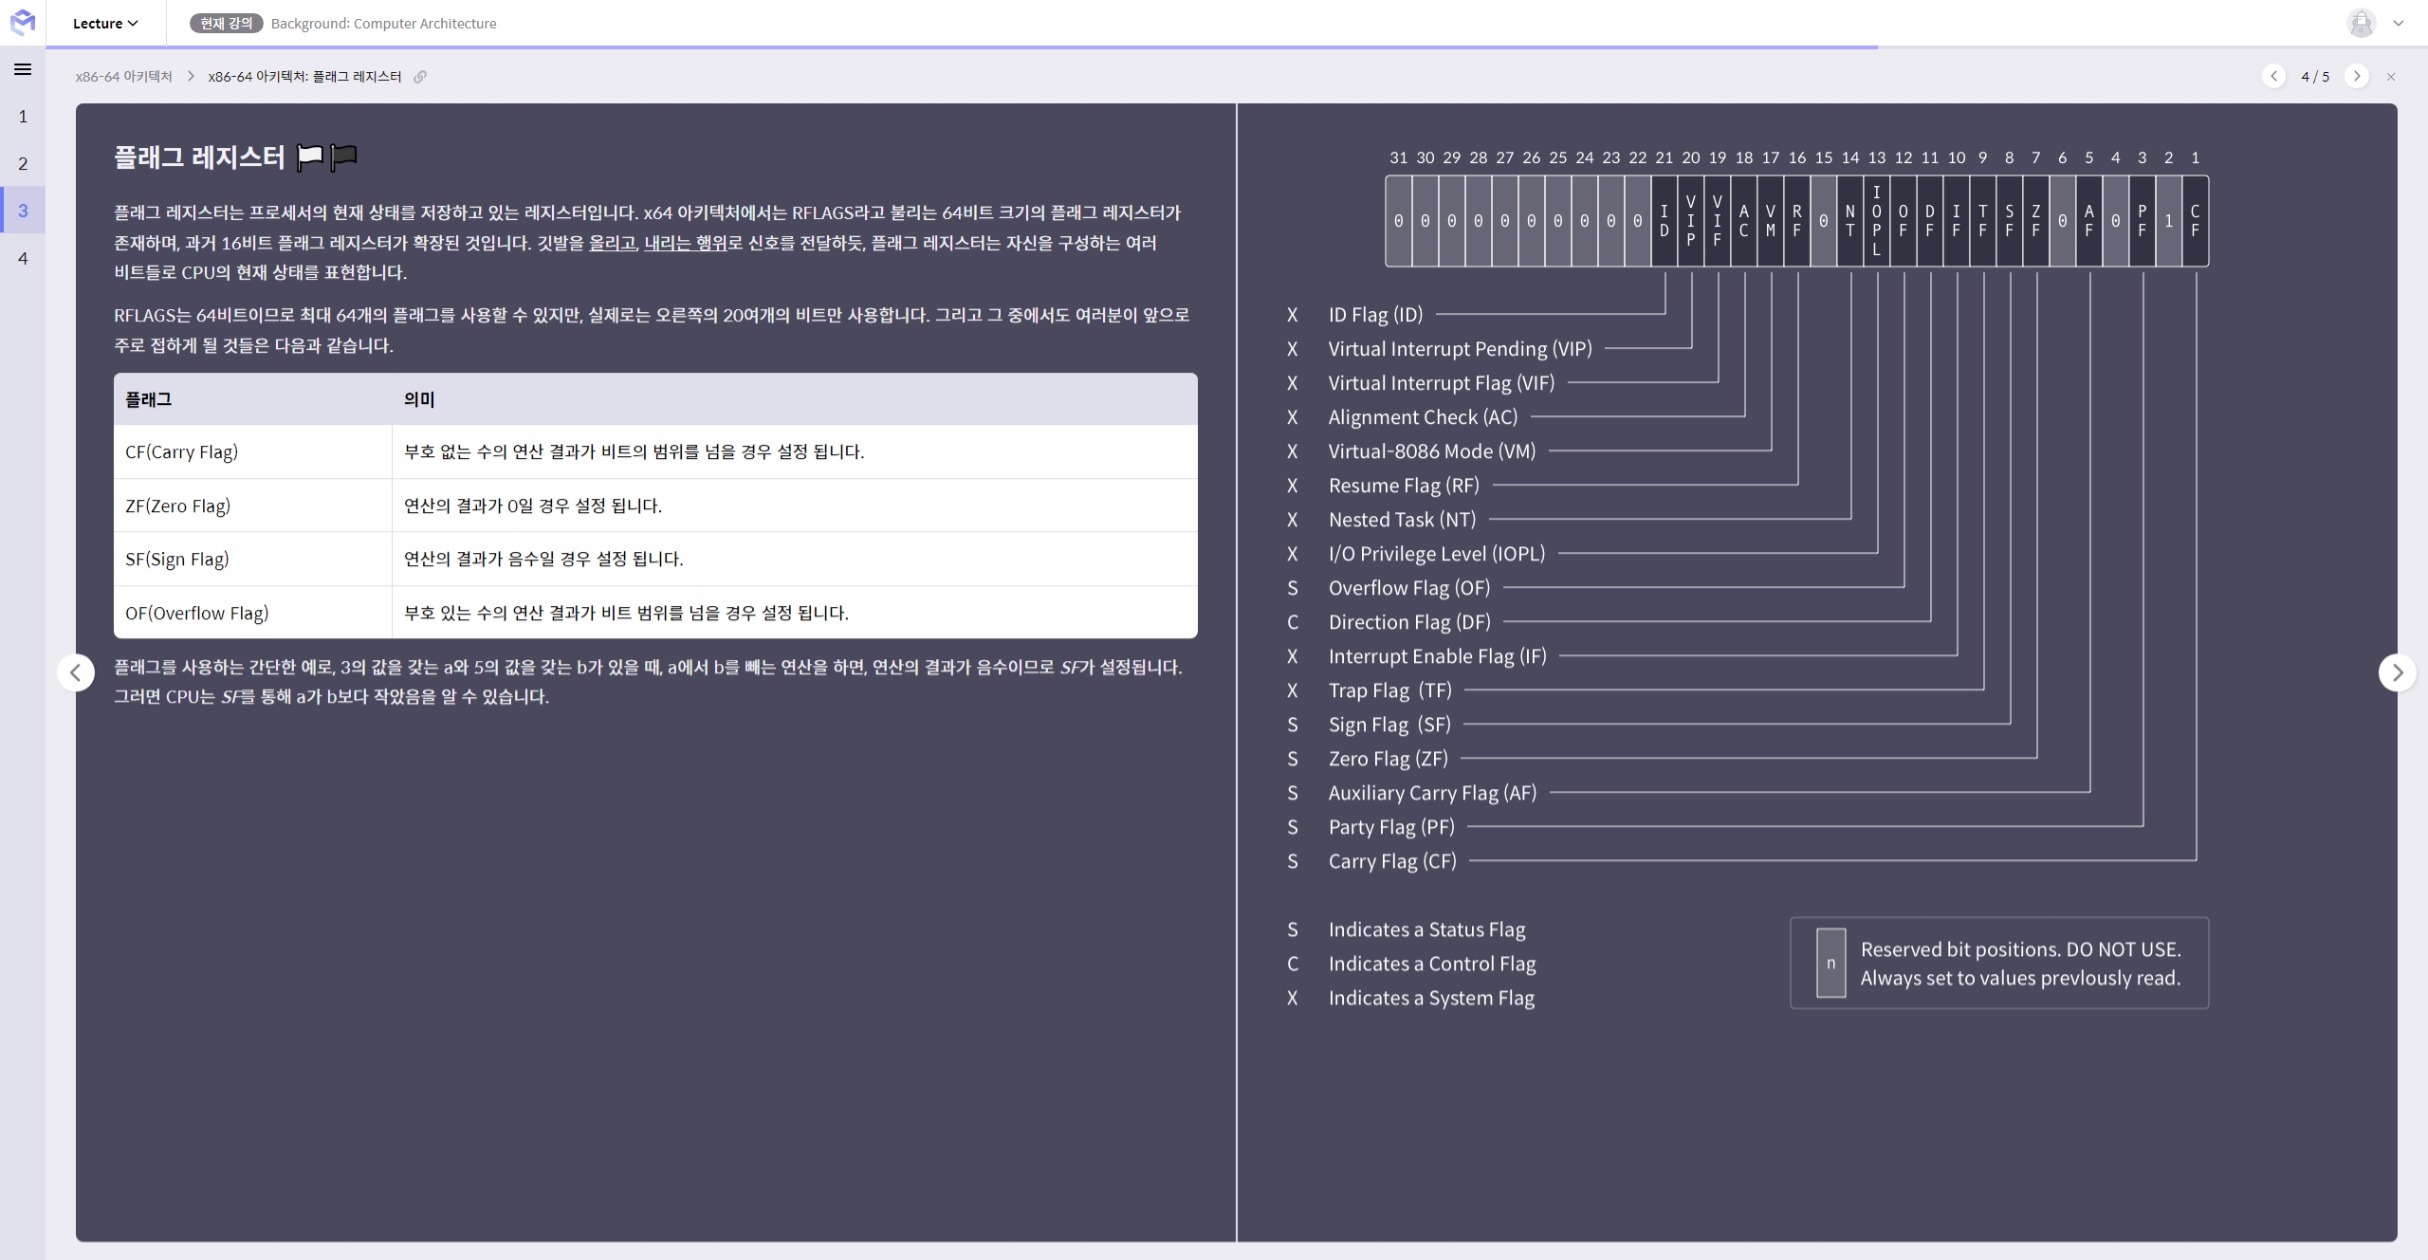 Lecture
현재 강의 Background: Computer Architecture
x86-64 아키텍처 > x86-64 아키텍처: 플래그 레지스터
4 / 5
1
2
3
4
플래그 레지스터
플래그 레지스터는 프로세서의 현재 상태를 저장하고 있는 레지스터입니다. x64 아키텍처에서는 RFLAGS라고 불리는 64비트 크기의 플래그 레지스터가
존재하며, 과거 16비트 플래그 레지스터가 확장된 것입니다. 깃발을 올리고, 내리는 행위로 신호를 전달하듯, 플래그 레지스터는 자신을 구성하는 여러
비트들로 CPU의 현재 상태를 표현합니다.
RFLAGS는 64비트이므로 최대 64개의 플래그를 사용할 수 있지만, 실제로는 오른쪽의 20여개의 비트만 사용합니다. 그리고 그 중에서도 여러분이 앞으로
주로 접하게 될 것들은 다음과 같습니다.
플래그 의미
CF(Carry Flag) 부호 없는 수의 연산 결과가 비트의 범위를 넘을 경우 설정 됩니다.
ZF(Zero Flag) 연산의 결과가 0일 경우 설정 됩니다.
SF(Sign Flag) 연산의 결과가 음수일 경우 설정 됩니다.
OF(Overflow Flag) 부호 있는 수의 연산 결과가 비트 범위를 넘을 경우 설정 됩니다.
플래그를 사용하는 간단한 예로, 3의 값을 갖는 a와 5의 값을 갖는 b가 있을 때, a에서 b를 빼는 연산을 하면, 연산의 결과가 음수이므로 SF가 설정됩니다.
그러면 CPU는 SF를 통해 a가 b보다 작았음을 알 수 있습니다.
31 30 29 28 27 26 25 24 23 22 21 20 19 18 17 16 15 14 13 12 11 10 9 8 7 6 5 4 3 2 1
0 0 0 0 0 0 0 0 0 0 ID VIP VIF AC VM RF 0 NT IOPL OF DF IF TF SF ZF 0 AF 0 PF 1 CF
X ID Flag (ID)
X Virtual Interrupt Pending (VIP)
X Virtual Interrupt Flag (VIF)
X Alignment Check (AC)
X Virtual-8086 Mode (VM)
X Resume Flag (RF)
X Nested Task (NT)
X I/O Privilege Level (IOPL)
S Overflow Flag (OF)
C Direction Flag (DF)
X Interrupt Enable Flag (IF)
X Trap Flag (TF)
S Sign Flag (SF)
S Zero Flag (ZF)
S Auxiliary Carry Flag (AF)
S Party Flag (PF)
S Carry Flag (CF)
S Indicates a Status Flag
C Indicates a Control Flag
X Indicates a System Flag
n
Reserved bit positions. DO NOT USE.
Always set to values prevlously read.